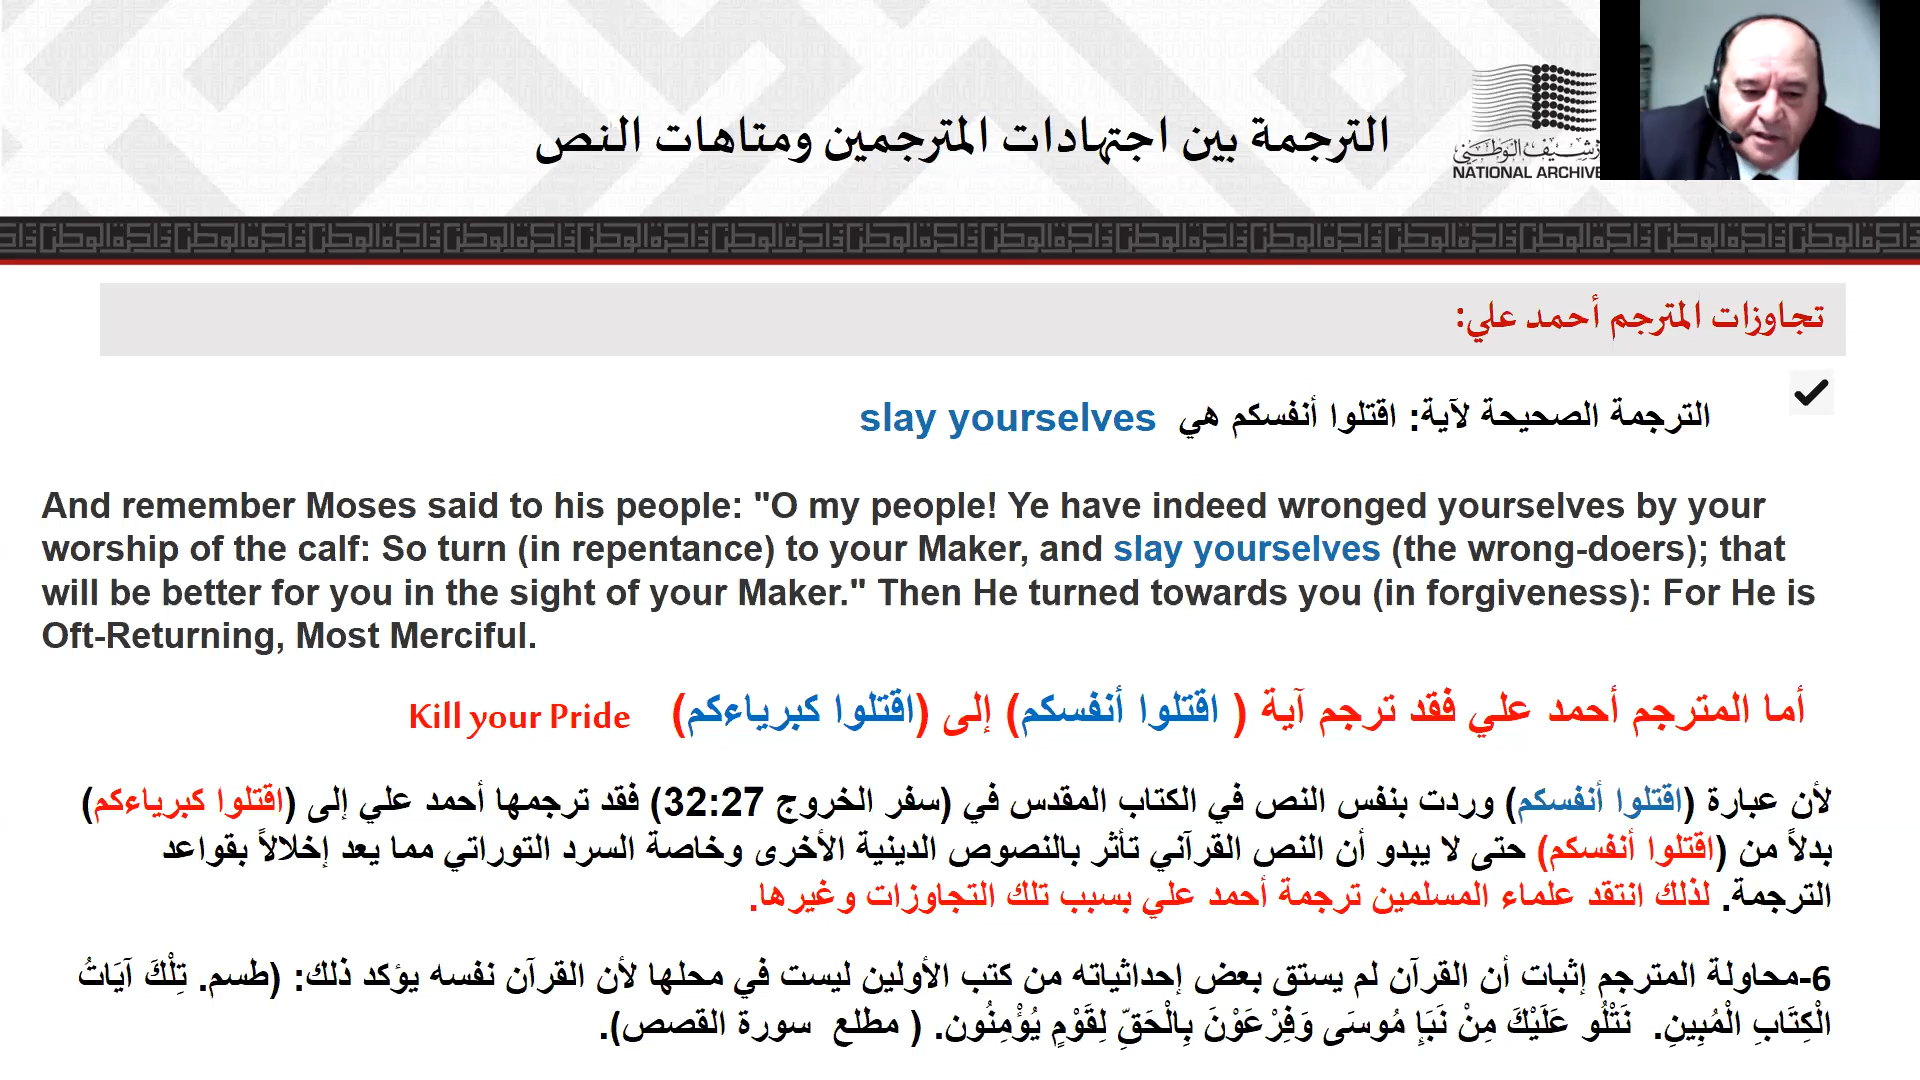 الترجمة بين اجتهادات المترجمين ومتاهات النص
NATIONAL ARCHIVE
تجاوزات المترجم أحمد علي:
الترجمة الصحيحة لآية: اقتلوا أنفسكم هي slay yourselves
And remember Moses said to his people: "O my people! Ye have indeed wronged yourselves by your
worship of the calf: So turn (in repentance) to your Maker, and slay yourselves (the wrong-doers); that
will be better for you in the sight of your Maker." Then He turned towards you (in forgiveness): For He is
Oft-Returning, Most Merciful.
أما المترجم أحمد علي فقد ترجم آية ( اقتلوا أنفسكم) إلى (اقتلوا كبرياءكم) Kill your Pride
لأن عبارة (اقتلوا أنفسكم) وردت بنفس النص في الكتاب المقدس في (سفر الخروج 32:27) فقد ترجمها أحمد علي إلى (اقتلوا كبرياءكم)
بدلاً من (اقتلوا أنفسكم) حتى لا يبدو أن النص القرآني تأثر بالنصوص الدينية الأخرى وخاصة السرد التوراتي مما يعد إخلالاً بقواعد
الترجمة. لذلك انتقد علماء المسلمين ترجمة أحمد علي بسبب تلك التجاوزات وغيرها.
6-محاولة المترجم إثبات أن القرآن لم يستق بعض إحداثياته من كتب الأولين ليست في محلها لأن القرآن نفسه يؤكد ذلك: (طسم. تِلْكَ آيَاتُ
الْكِتَابِ الْمُبِينِ. نَتْلُو عَلَيْكَ مِنْ نَبَإِ مُوسَى وَفِرْعَوْنَ بِالْحَقِّ لِقَوْمٍ يُؤْمِنُون. ( مطلع سورة القصص).